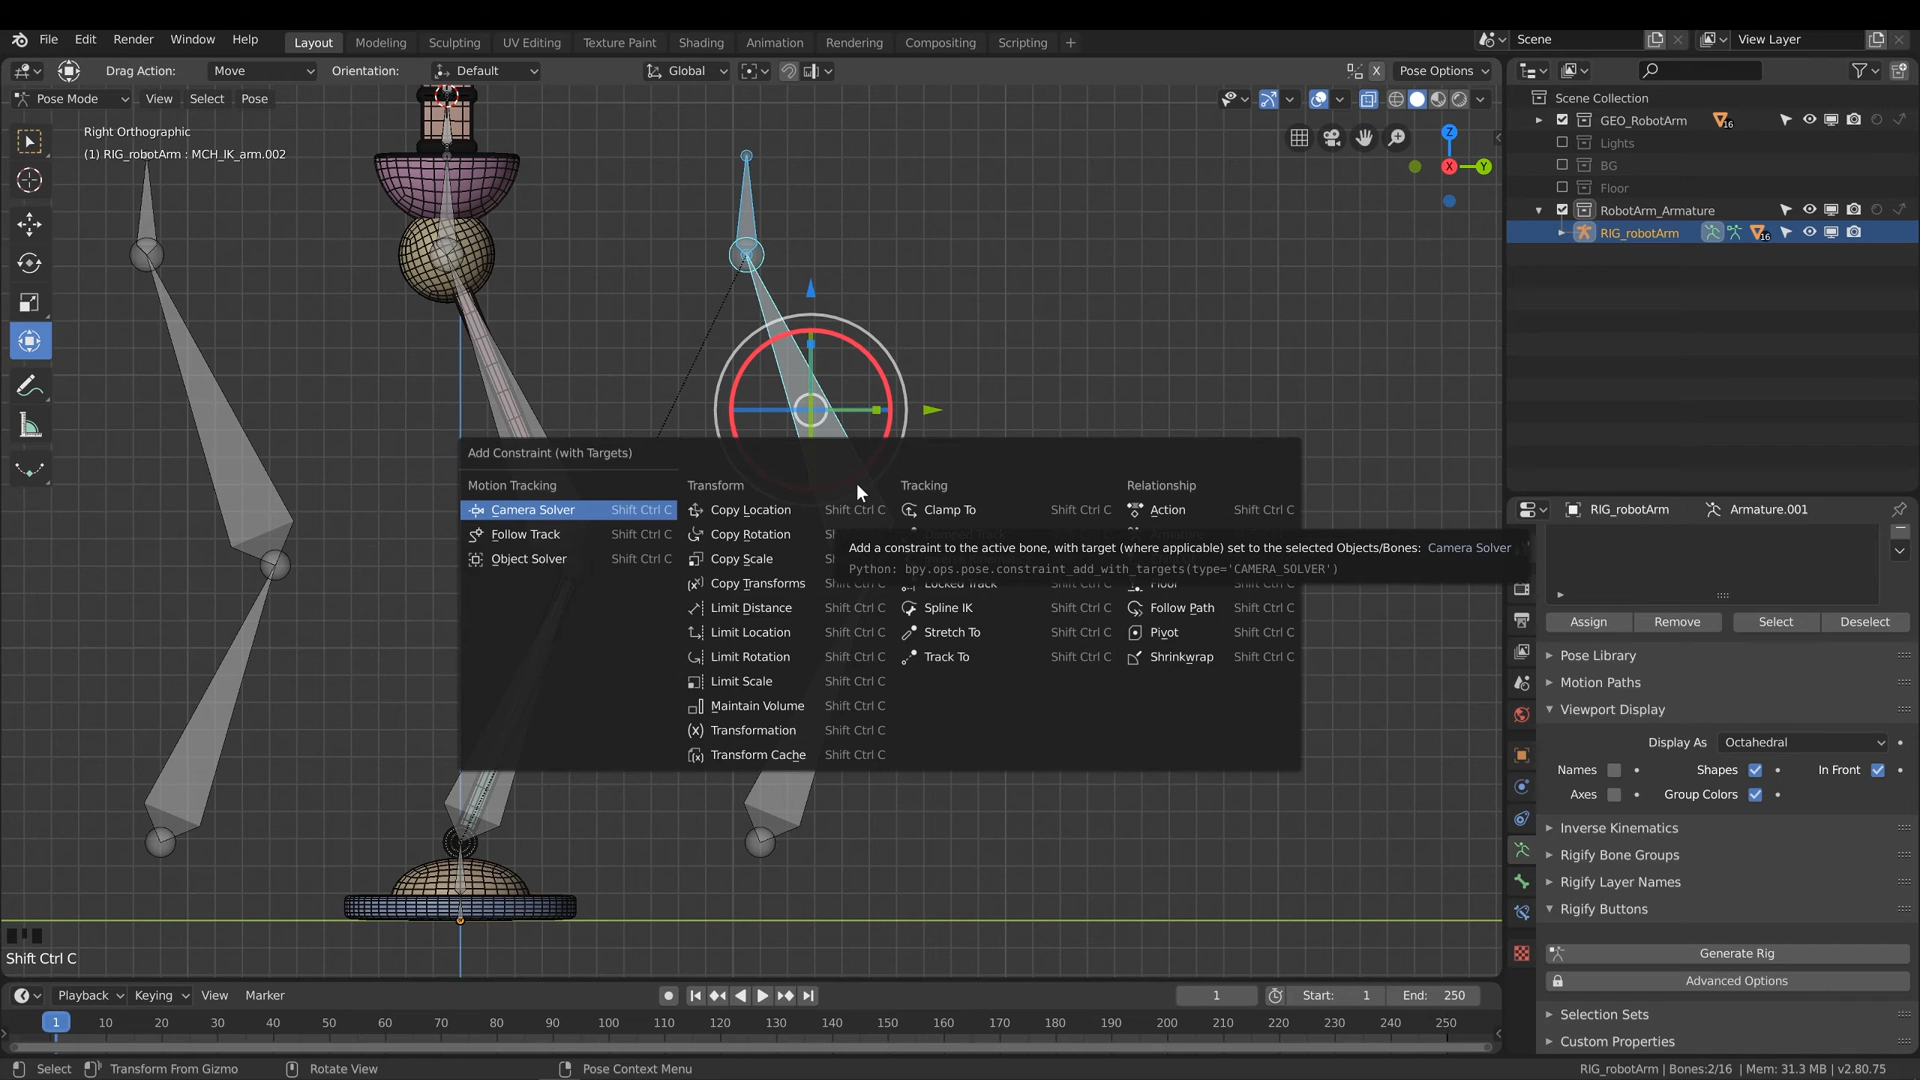 File Edit Render Window Help Layout Modeling Sculpting UV Editing Texture Paint Shading Animation Rendering Compositing Scripting Scene View Layer
Drag Action: Move Orientation: Default Global Pose Options
Pose Mode View Select Pose
Right Orthographic
(1) RIG_robotArm : MCH_IK_arm.002
Z
X Y
Scene Collection
GEO_RobotArm 16
Lights
BG
Floor
RobotArm_Armature
RIG_robotArm 16
Add Constraint (with Targets)
Motion Tracking Transform Tracking Relationship
Camera Solver Shift Ctrl C Copy Location Shift Ctrl C Clamp To Shift Ctrl C Action Shift Ctrl C
Follow Track Shift Ctrl C Copy Rotation
Object Solver Shift Ctrl C Copy Scale
Copy Transforms Locked Track Floor
Limit Distance Shift Ctrl C Spline IK Shift Ctrl C Follow Path Shift Ctrl C
Limit Location Shift Ctrl C Stretch To Shift Ctrl C Pivot Shift Ctrl C
Limit Rotation Shift Ctrl C Track To Shift Ctrl C Shrinkwrap Shift Ctrl C
Limit Scale Shift Ctrl C
Maintain Volume Shift Ctrl C
Transformation Shift Ctrl C
Transform Cache Shift Ctrl C
Add a constraint to the active bone, with target (where applicable) set to the selected Objects/Bones: Camera Solver
Python: bpy.ops.pose.constraint_add_with_targets(type='CAMERA_SOLVER')
RIG_robotArm Armature.001
Assign Remove Select Deselect
Pose Library
Motion Paths
Viewport Display
Display As Octahedral
Names Shapes In Front
Axes Group Colors
Inverse Kinematics
Rigify Bone Groups
Rigify Layer Names
Rigify Buttons
Generate Rig
Advanced Options
Selection Sets
Custom Properties
Shift Ctrl C
Playback Keying View Marker 1 Start: 1 End: 250
1 10 20 30 40 50 60 70 80 90 100 110 120 130 140 150 160 170 180 190 200 210 220 230 240 250
Select Transform From Gizmo Rotate View Pose Context Menu RIG_robotArm | Bones:2/16 | Mem: 31.3 MB | v2.80.75